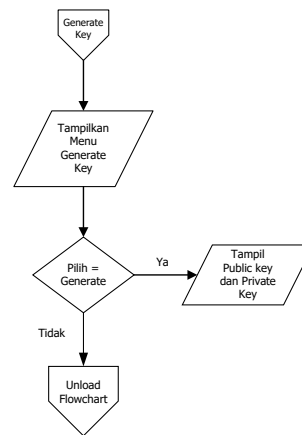 Generate
Key
Tampilkan
Menu
Generate
Key
Pilih =
Generate
Ya
Tampil
Public key
dan Private
Key
Tidak
Unload
Flowchart